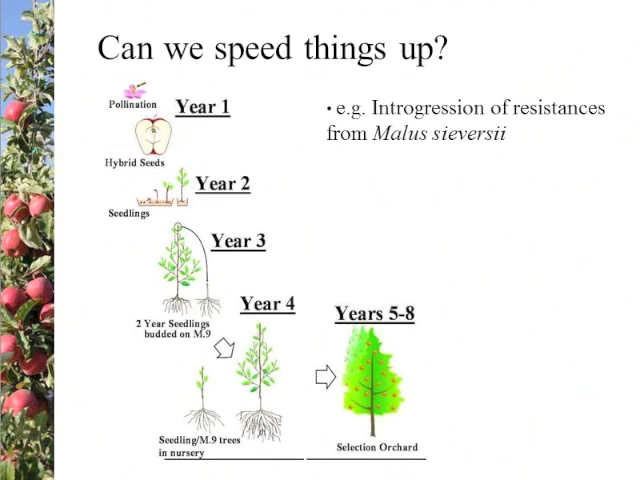 Can we speed things up?
Pollination
Year 1
• e.g. Introgression of resistances
from Malus sieversii
Hybrid Seeds
Year 2
Seedlings
Year 3
2 Year Seedlings
budded on M.9
Year 4
Years 5-8
Seedling/M.9 trees
in nursery
Selection Orchard